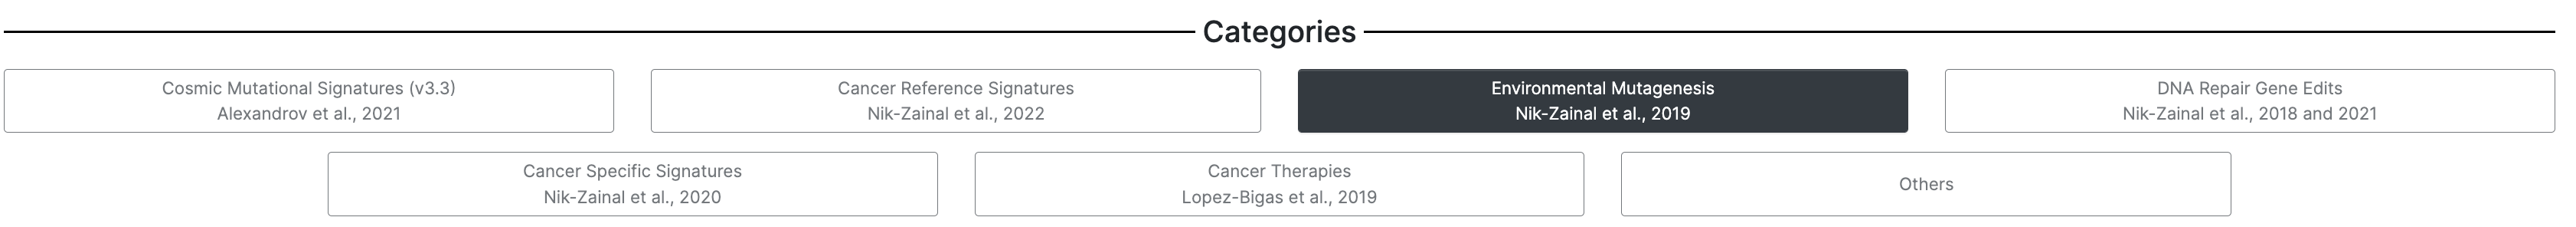 Categories
Cosmic Mutational Signatures (v3.3)
Alexandrov et al., 2021
Cancer Reference Signatures
Nik-Zainal et al., 2022
Environmental Mutagenesis
Nik-Zainal et al., 2019
DNA Repair Gene Edits
Nik-Zainal et al., 2018 and 2021
Cancer Specific Signatures
Nik-Zainal et al., 2020
Cancer Therapies
Lopez-Bigas et al., 2019
Others